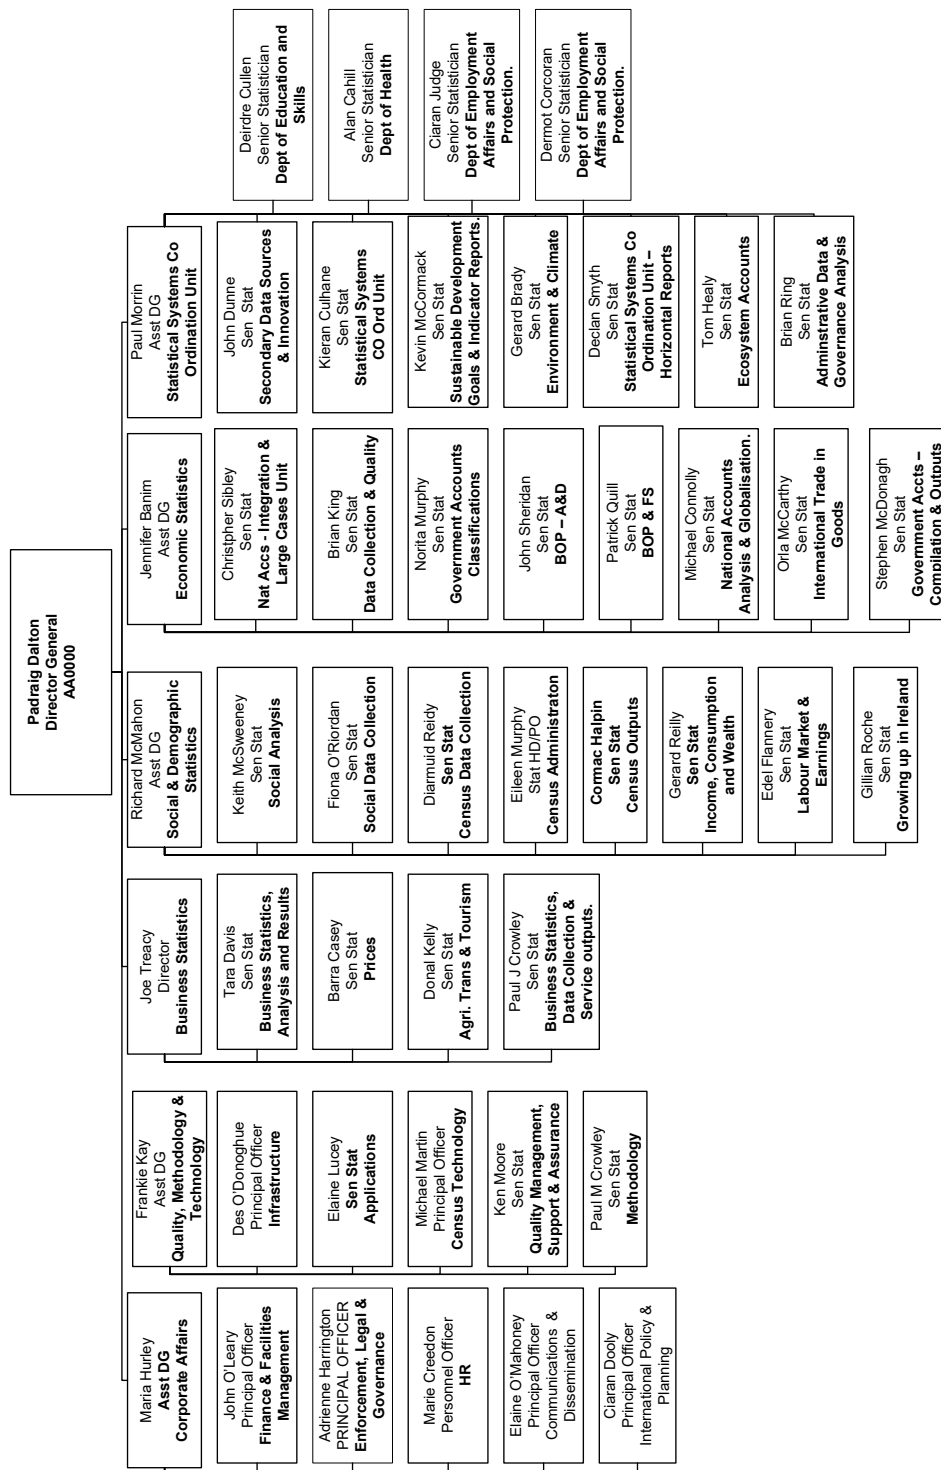 Padraig Dalton
Director General
AA0000
Maria Hurley
Asst DG
Corporate Affairs
John O'Leary
Principal Officer
Finance & Facilities
Management
Adrienne Harrington
PRINCIPAL OFFICER
Enforcement, Legal &
Governance
Marie Creedon
Personnel Officer
HR
Elaine O'Mahoney
Principal Officer
Communications &
Dissemination
Ciaran Dooly
Principal Officer
International Policy &
Planning
Frankie Kay
Asst DG
Quality, Methodology &
Technology
Des O'Donoghue
Principal Officer
Infrastructure
Elaine Lucey
Sen Stat
Applications
Michael Martin
Principal Officer
Census Technology
Ken Moore
Sen Stat
Quality Management,
Support & Assurance
Paul M Crowley
Sen Stat
Methodology
Joe Treacy
Director
Business Statistics
Tara Davis
Sen Stat
Business Statistics,
Analysis and Results
Barra Casey
Sen Stat
Prices
Donal Kelly
Sen Stat
Agri. Trans & Tourism
Paul J Crowley
Sen Stat
Business Statistics,
Data Collection &
Service outputs.
Richard McMahon
Asst DG
Social & Demographic
Statistics
Keith McSweeney
Sen Stat
Social Analysis
Fiona O'Riordan
Sen Stat
Social Data Collection
Diarmuid Reidy
Sen Stat
Census Data Collection
Eileen Murphy
Stat HD/PO
Census Administraton
Cormac Halpin
Sen Stat
Census Outputs
Gerard Reilly
Sen Stat
Income, Consumption
and Wealth
Edel Flannery
Sen Stat
Labour Market &
Earnings
Gillian Roche
Sen Stat
Growing up in Ireland
Jennifer Banim
Asst DG
Economic Statistics
Christpher Sibley
Sen Stat
Nat Accs - Integration &
Large Cases Unit
Brian King
Sen Stat
Data Collection & Quality
Norita Murphy
Sen Stat
Government Accounts
Classifications
John Sheridan
Sen Stat
BOP – A&D
Patrick Quill
Sen Stat
BOP & FS
Michael Connolly
Sen Stat
National Accounts
Analysis & Globalisation.
Orla McCarthy
Sen Stat
International Trade in
Goods
Stephen McDonagh
Sen Stat
Government Accts –
Compilation & Outputs
Paul Morrin
Asst DG
Statistical Systems Co
Ordination Unit
John Dunne
Sen Stat
Secondary Data Sources
& Innovation
Kieran Culhane
Sen Stat
Statistical Systems
CO Ord Unit
Kevin McCormack
Sen Stat
Sustainable Development
Goals & Indicator Reports.
Gerard Brady
Sen Stat
Environment & Climate
Declan Smyth
Sen Stat
Statistical Systems Co
Ordination Unit –
Horizontal Reports
Tom Healy
Sen Stat
Ecosystem Accounts
Brian Ring
Sen Stat
Adminstrative Data &
Governance Analysis
Deirdre Cullen
Senior Statistician
Dept of Education and
Skills
Alan Cahill
Senior Statistician
Dept of Health
Ciaran Judge
Senior Statistician
Dept of Employment
Affairs and Social
Protection.
Dermot Corcoran
Senior Statistician
Dept of Employment
Affairs and Social
Protection.